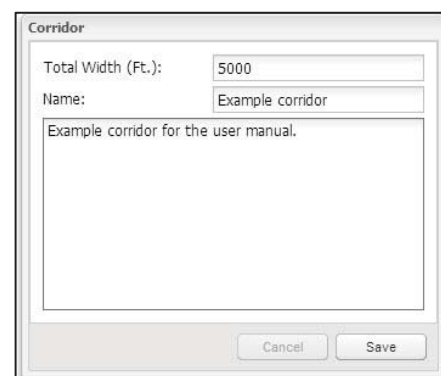 Corridor
Total Width (Ft.): 5000
Name: Example corridor
Example corridor for the user manual.
Cancel Save